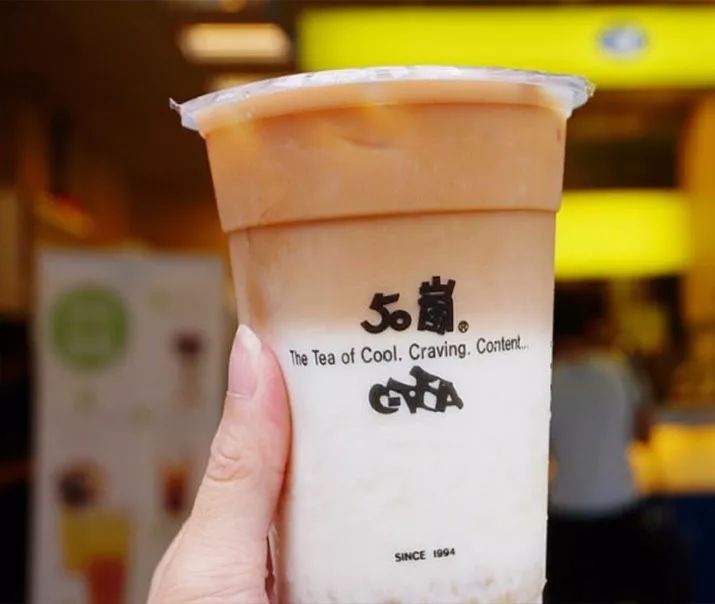 50嵐®
The Tea of Cool. Craving. Content...
SINCE 1994